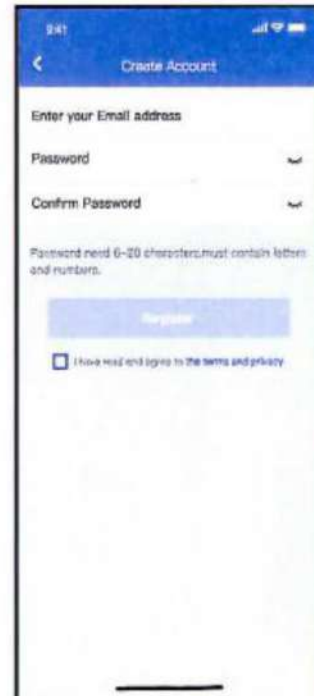 9:41
Create Account
Enter your Email address
Password
Confirm Password
Password need 6-20 characters,must contain letters
and numbers.
Register
I have read and agree to the terms and privacy